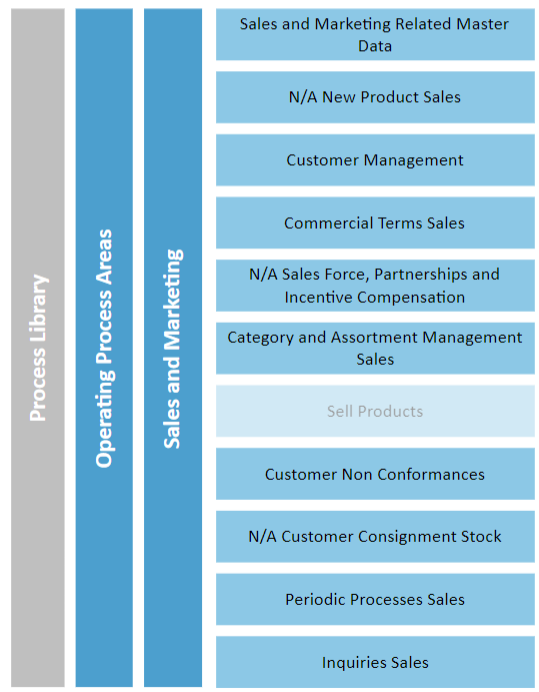 Process Library
Operating Process Areas
Sales and Marketing
Sales and Marketing Related Master
Data
N/A New Product Sales
Customer Management
Commercial Terms Sales
N/A Sales Force, Partnerships and
Incentive Compensation
Category and Assortment Management
Sales
Sell Products
Customer Non Conformances
N/A Customer Consignment Stock
Periodic Processes Sales
Inquiries Sales